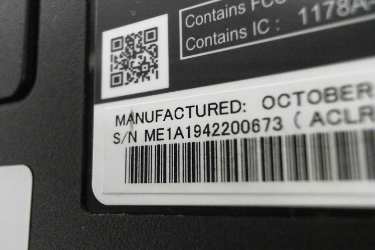 Contains FCC
Contains IC : 1178A-
MANUFACTURED: OCTOBER
S/N ME1A1942200673 ( ACLR